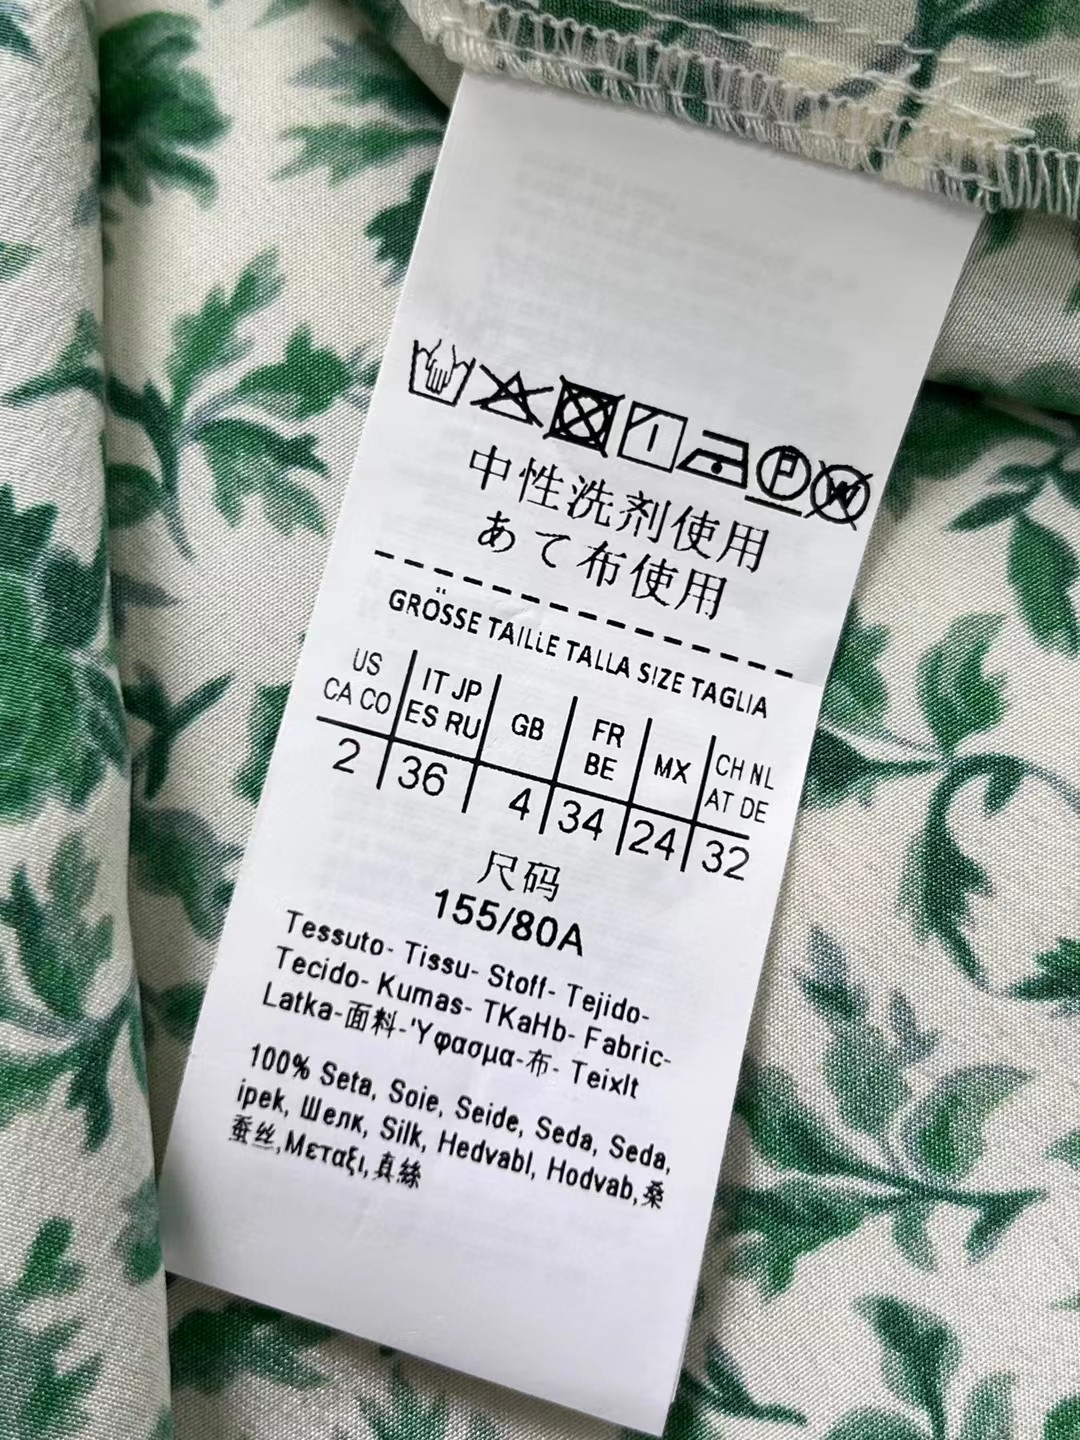 中性洗剤使用
あて布使用
GRÖSSE TAILLE TALLA SIZE TAGLIA
US CA CO
IT JP ES RU
GB
FR BE
MX
CH NL AT DE
2 36 4 34 24 32
尺码
155/80A
Tessuto- Tissu- Stoff- Tejido-
Tecido- Kumas- TKaHb- Fabric-
Latka-面料-'Υφασμα-布- Teixlt
100% Seta, Soie, Seide, Seda, Seda,
ipek, Шелк, Silk, Hedvabl, Hodvab,桑
蚕丝,Μεταξι,真絲